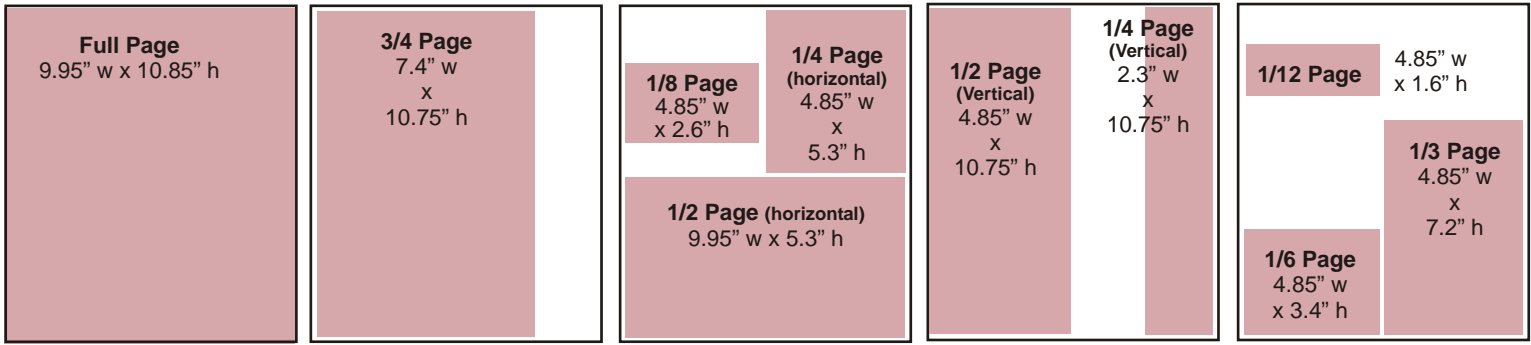 Full Page
9.95” w x 10.85” h
3/4 Page
7.4” w
x
10.75” h
1/8 Page
4.85” w
x 2.6” h
1/4 Page
(horizontal)
4.85” w
x
5.3” h
1/2 Page (horizontal)
9.95” w x 5.3” h
1/2 Page
(Vertical)
4.85” w
x
10.75” h
1/4 Page
(Vertical)
2.3” w
x
10.75” h
1/12 Page
4.85” w
x 1.6” h
1/3 Page
4.85” w
x
7.2” h
1/6 Page
4.85” w
x 3.4” h